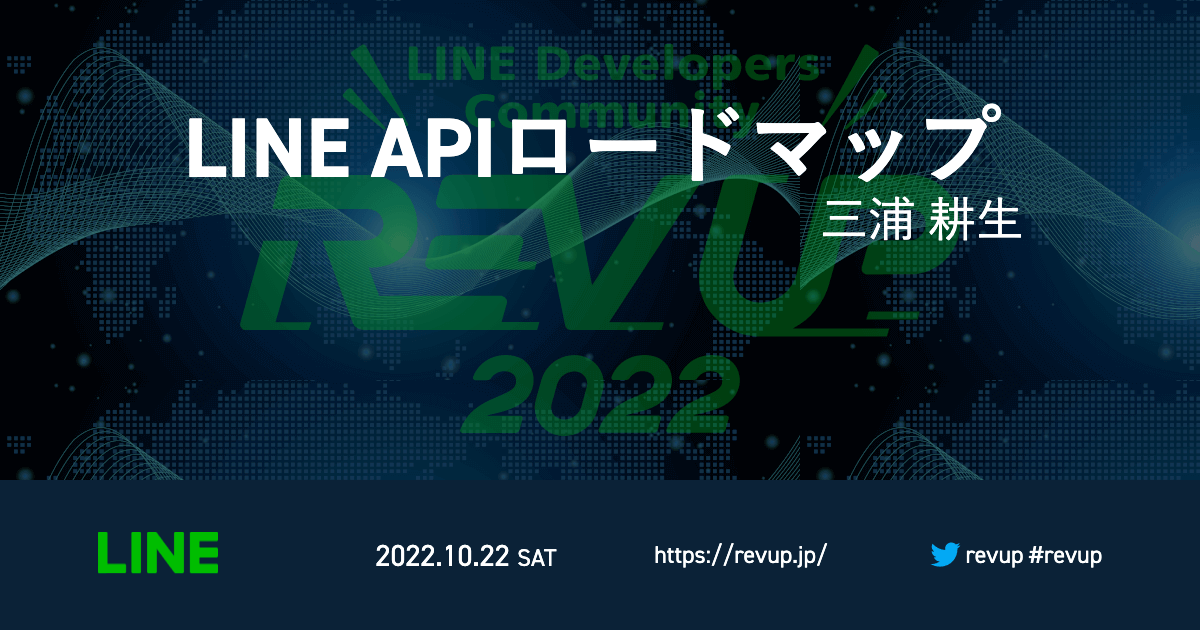 LINE Developers
Community
LINE APIロードマップ
REVUP
三浦 耕生
2022
LINE
2022.10.22 SAT
https://revup.jp/
revup #revup